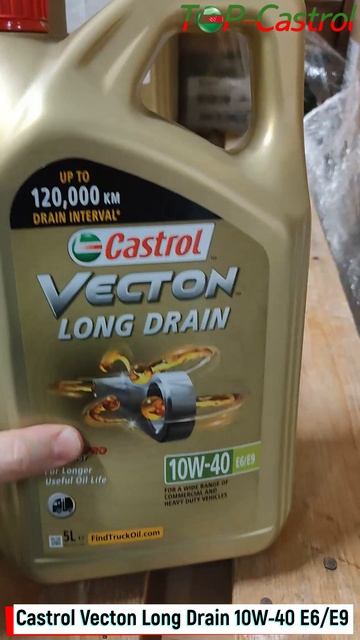 TOP-Castrol
UP TO
120,000 KM
DRAIN INTERVAL*
Castrol
VECTON
LONG DRAIN
10W-40 E6/E9
FOR A WIDE RANGE OF
COMMERCIAL AND
HEAVY DUTY VEHICLES
For Longer
Useful Oil Life
5L e
FindTruckOil.com
Castrol Vecton Long Drain 10W-40 E6/E9